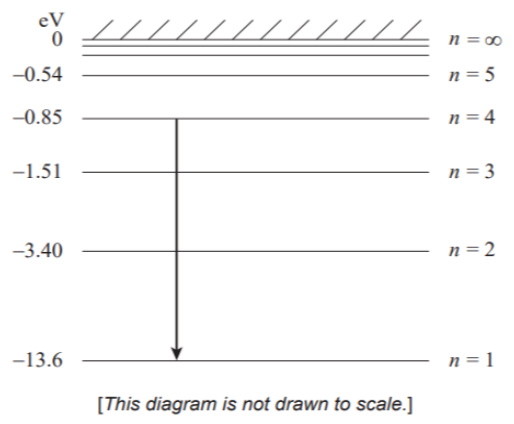 eV
0 n = ∞
–0.54 n = 5
–0.85 n = 4
–1.51 n = 3
–3.40 n = 2
–13.6 n = 1
[This diagram is not drawn to scale.]